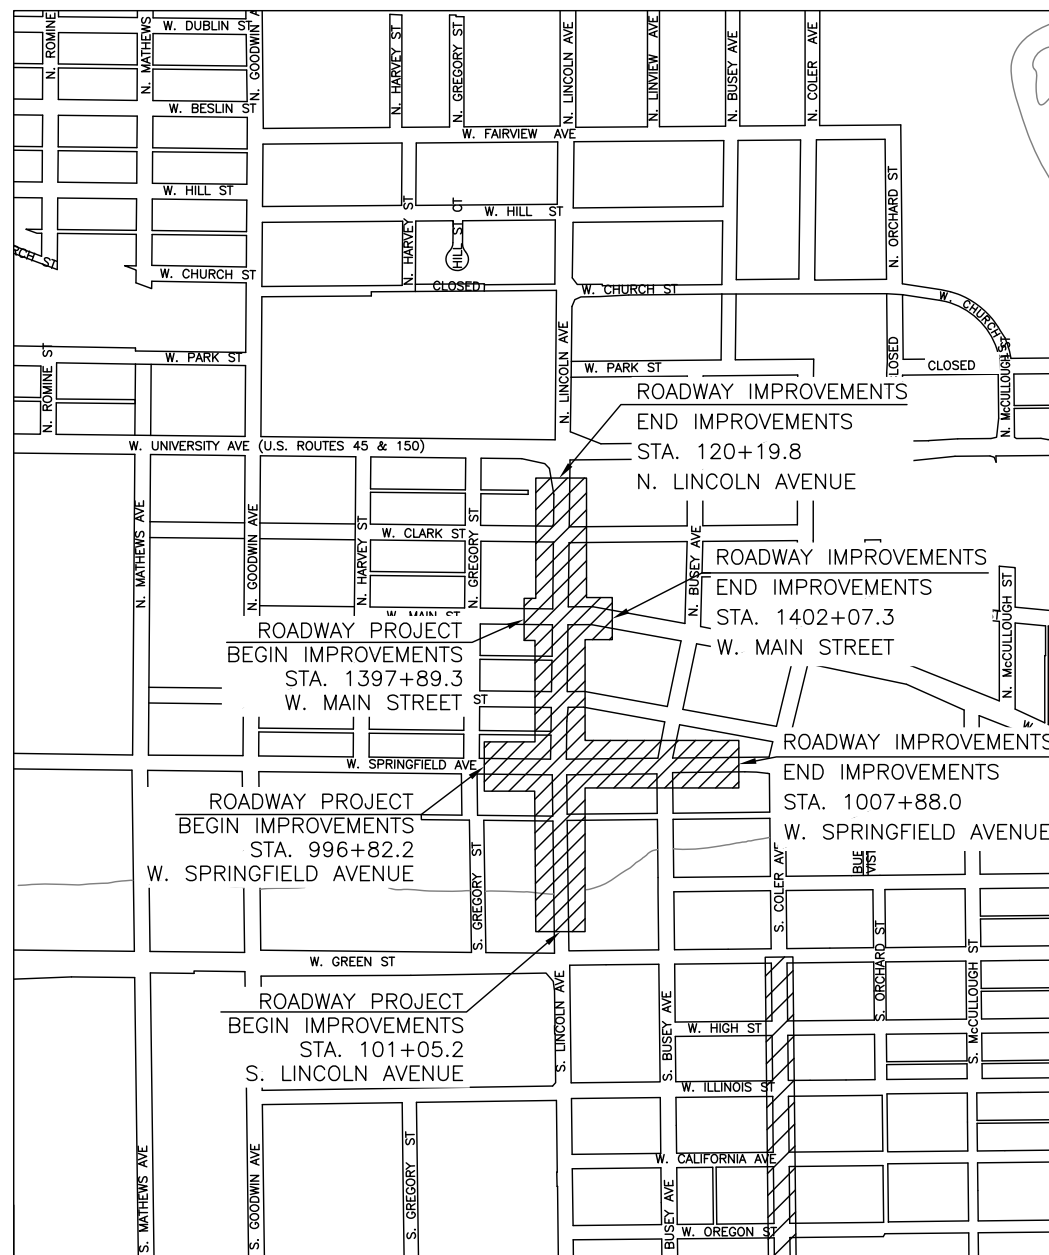 N. ROMINE
N. MATHEWS
W. DUBLIN ST
N. GOODWIN A
N. HARVEY ST
N. GREGORY ST
N. LINCOLN AVE
N. LINVIEW AVE
N. BUSEY AVE
N. COLER AVE
W. BESLIN ST
W. FAIRVIEW AVE
W. HILL ST
N. HARVEY ST
HILL ST CT
W. HILL ST
N. ORCHARD ST
RCH ST
W. CHURCH ST
CLOSED
W. CHURCH ST
W. CHURCH ST
N. ROMINE ST
W. PARK ST
N. LINCOLN AVE
W. PARK ST
LOSED
CLOSED
N. McCULLOUGH ST
ROADWAY IMPROVEMENTS
END IMPROVEMENTS
STA. 120+19.8
N. LINCOLN AVENUE
W. UNIVERSITY AVE (U.S. ROUTES 45 & 150)
N. MATHEWS AVE
N. GOODWIN AVE
N. HARVEY ST
W. CLARK ST
N. GREGORY ST
N. BUSEY AVE
ROADWAY IMPROVEMENTS
END IMPROVEMENTS
STA. 1402+07.3
W. MAIN STREET
N. McCULLOUGH ST
W. MAIN ST
ROADWAY PROJECT
BEGIN IMPROVEMENTS
STA. 1397+89.3
W. MAIN STREET
ST
W
W. SPRINGFIELD AVE
ROADWAY IMPROVEMENTS
END IMPROVEMENTS
STA. 1007+88.0
W. SPRINGFIELD AVENUE
ROADWAY PROJECT
BEGIN IMPROVEMENTS
STA. 996+82.2
W. SPRINGFIELD AVENUE
S. GREGORY ST
S. COLER AVE
BUE
VIST
W. GREEN ST
S. ORCHARD ST
S. McCULLOUGH ST
ROADWAY PROJECT
BEGIN IMPROVEMENTS
STA. 101+05.2
S. LINCOLN AVENUE
S. LINCOLN AVE
S. BUSEY AVE
W. HIGH ST
W. ILLINOIS ST
S. MATHEWS AVE
S. GOODWIN AVE
S. GREGORY ST
W. CALIFORNIA AVE
BUSEY AVE
W. OREGON ST